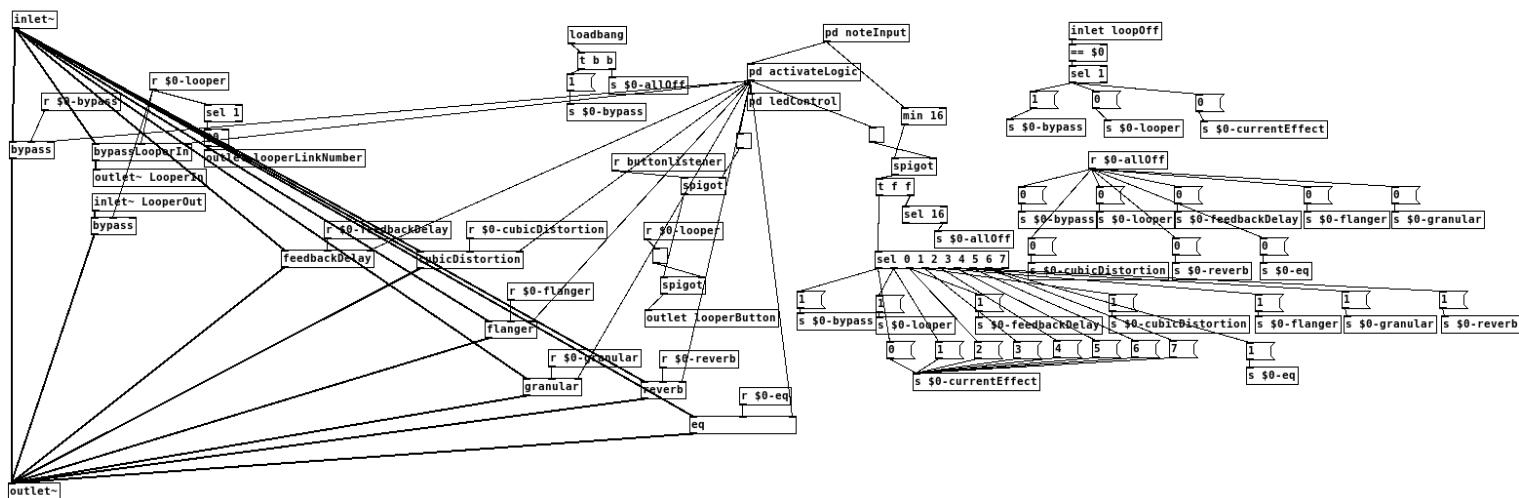 inlet~
r $0-looper
r $0-bypass
sel 1
bypass
bypassLooperIn
outlet looperLinkNumber
outlet~ LooperIn
inlet~ LooperOut
bypass
loadbang
t b b
1
s $0-allOff
s $0-bypass
pd noteInput
pd activateLogic
pd ledControl
min 16
r buttonlistener
spigot
spigot
t f f
sel 16
s $0-allOff
r $0-looper
spigot
outlet looperButton
r $0-feedbackDelay
r $0-cubicDistortion
feedbackDelay
cubicDistortion
r $0-flanger
flanger
r $0-granular
r $0-reverb
granular
reverb
r $0-eq
eq
outlet~
inlet loopOff
== $0
sel 1
1
0
0
s $0-bypass
s $0-looper
s $0-currentEffect
r $0-allOff
0
0
0
0
0
s $0-bypass
s $0-looper
s $0-feedbackDelay
s $0-flanger
s $0-granular
0
0
0
s $0-cubicDistortion
s $0-reverb
s $0-eq
sel 0 1 2 3 4 5 6 7
1
1
1
1
1
1
1
s $0-bypass
s $0-looper
s $0-feedbackDelay
s $0-cubicDistortion
s $0-flanger
s $0-granular
s $0-reverb
0
1
2
3
4
5
6
7
1
s $0-currentEffect
s $0-eq